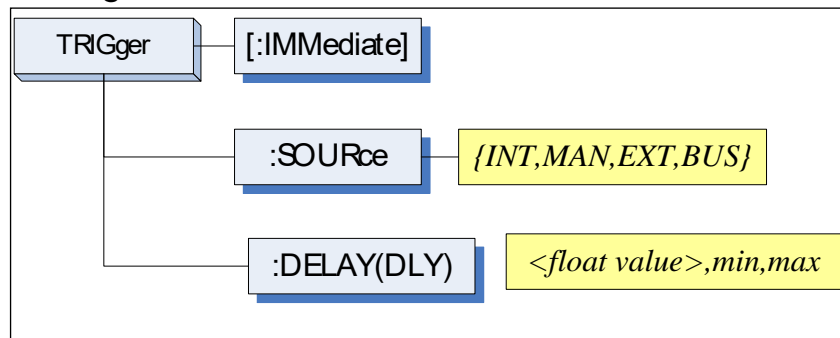 TRIGger [:IMMediate]
:SOURce {INT,MAN,EXT,BUS}
:DELAY(DLY) <float value>,min,max